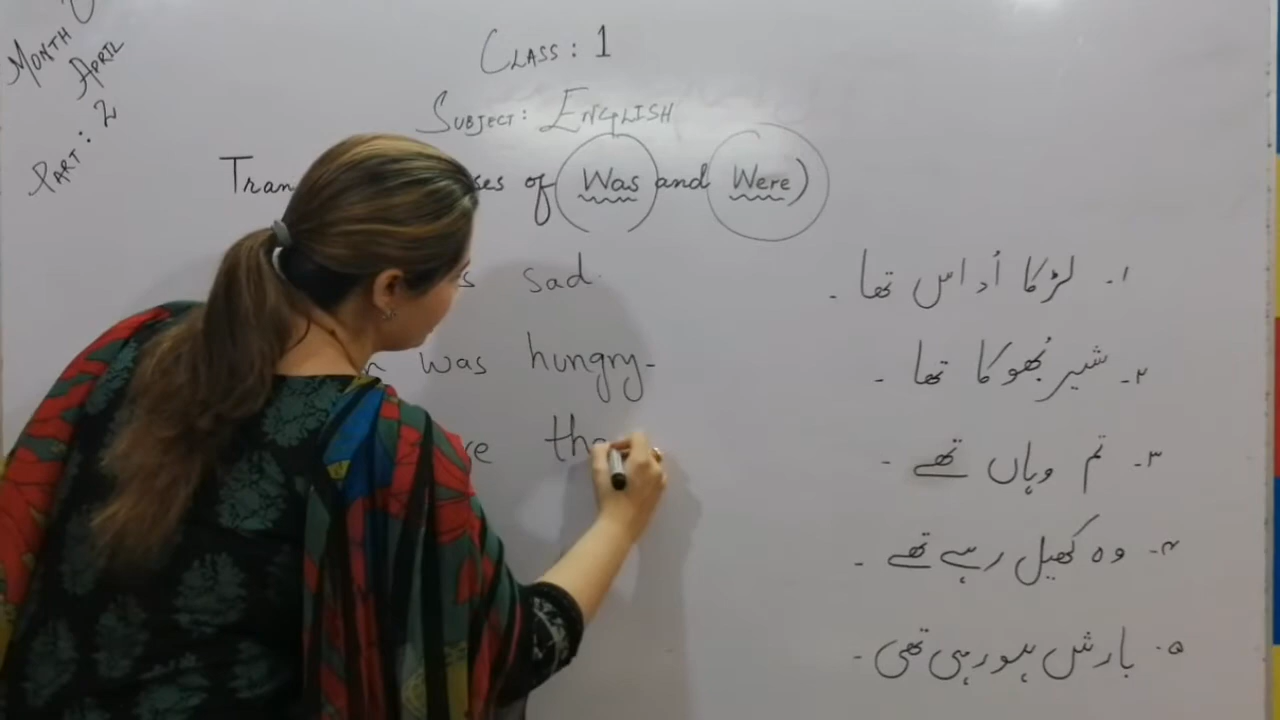 MONTH
APRIL
PART: 2
CLASS: 1
SUBJECT: ENGLISH
Tran ses of Was and Were)
s sad.
۱۔ لڑکا اُداس تھا۔
n was hungry.
۲۔ شیر بُھوکا تھا۔
re the
۳۔ تم وہاں تھے۔
۴۔ وہ کھیل رہے تھے۔
۵۔ بارش ہو رہی تھی۔